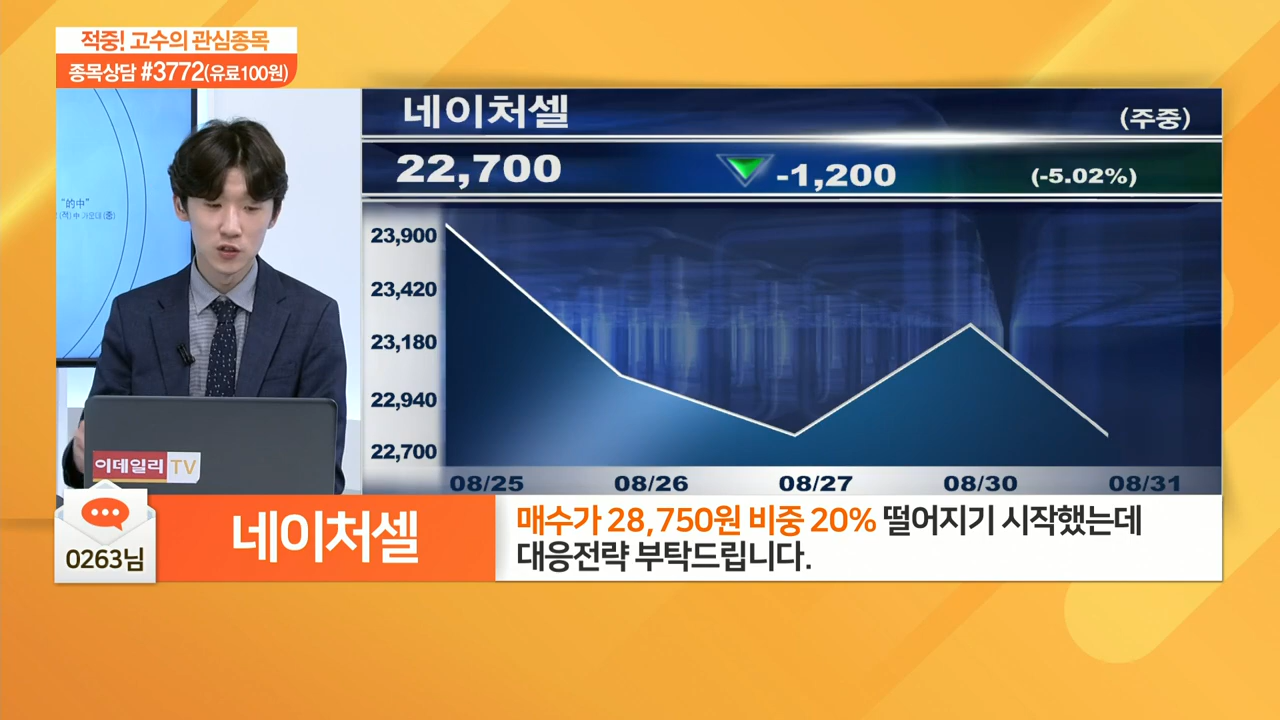 적중! 고수의 관심종목
종목상담 #3772(유료100원)
“的中”
네이처셀
(주중)
22,700
-1,200
(-5.02%)
23,900
23,420
23,180
22,940
22,700
08/25
08/26
08/27
08/30
08/31
이데일리 TV
0263님
네이처셀
매수가 28,750원 비중 20% 떨어지기 시작했는데
대응전략 부탁드립니다.